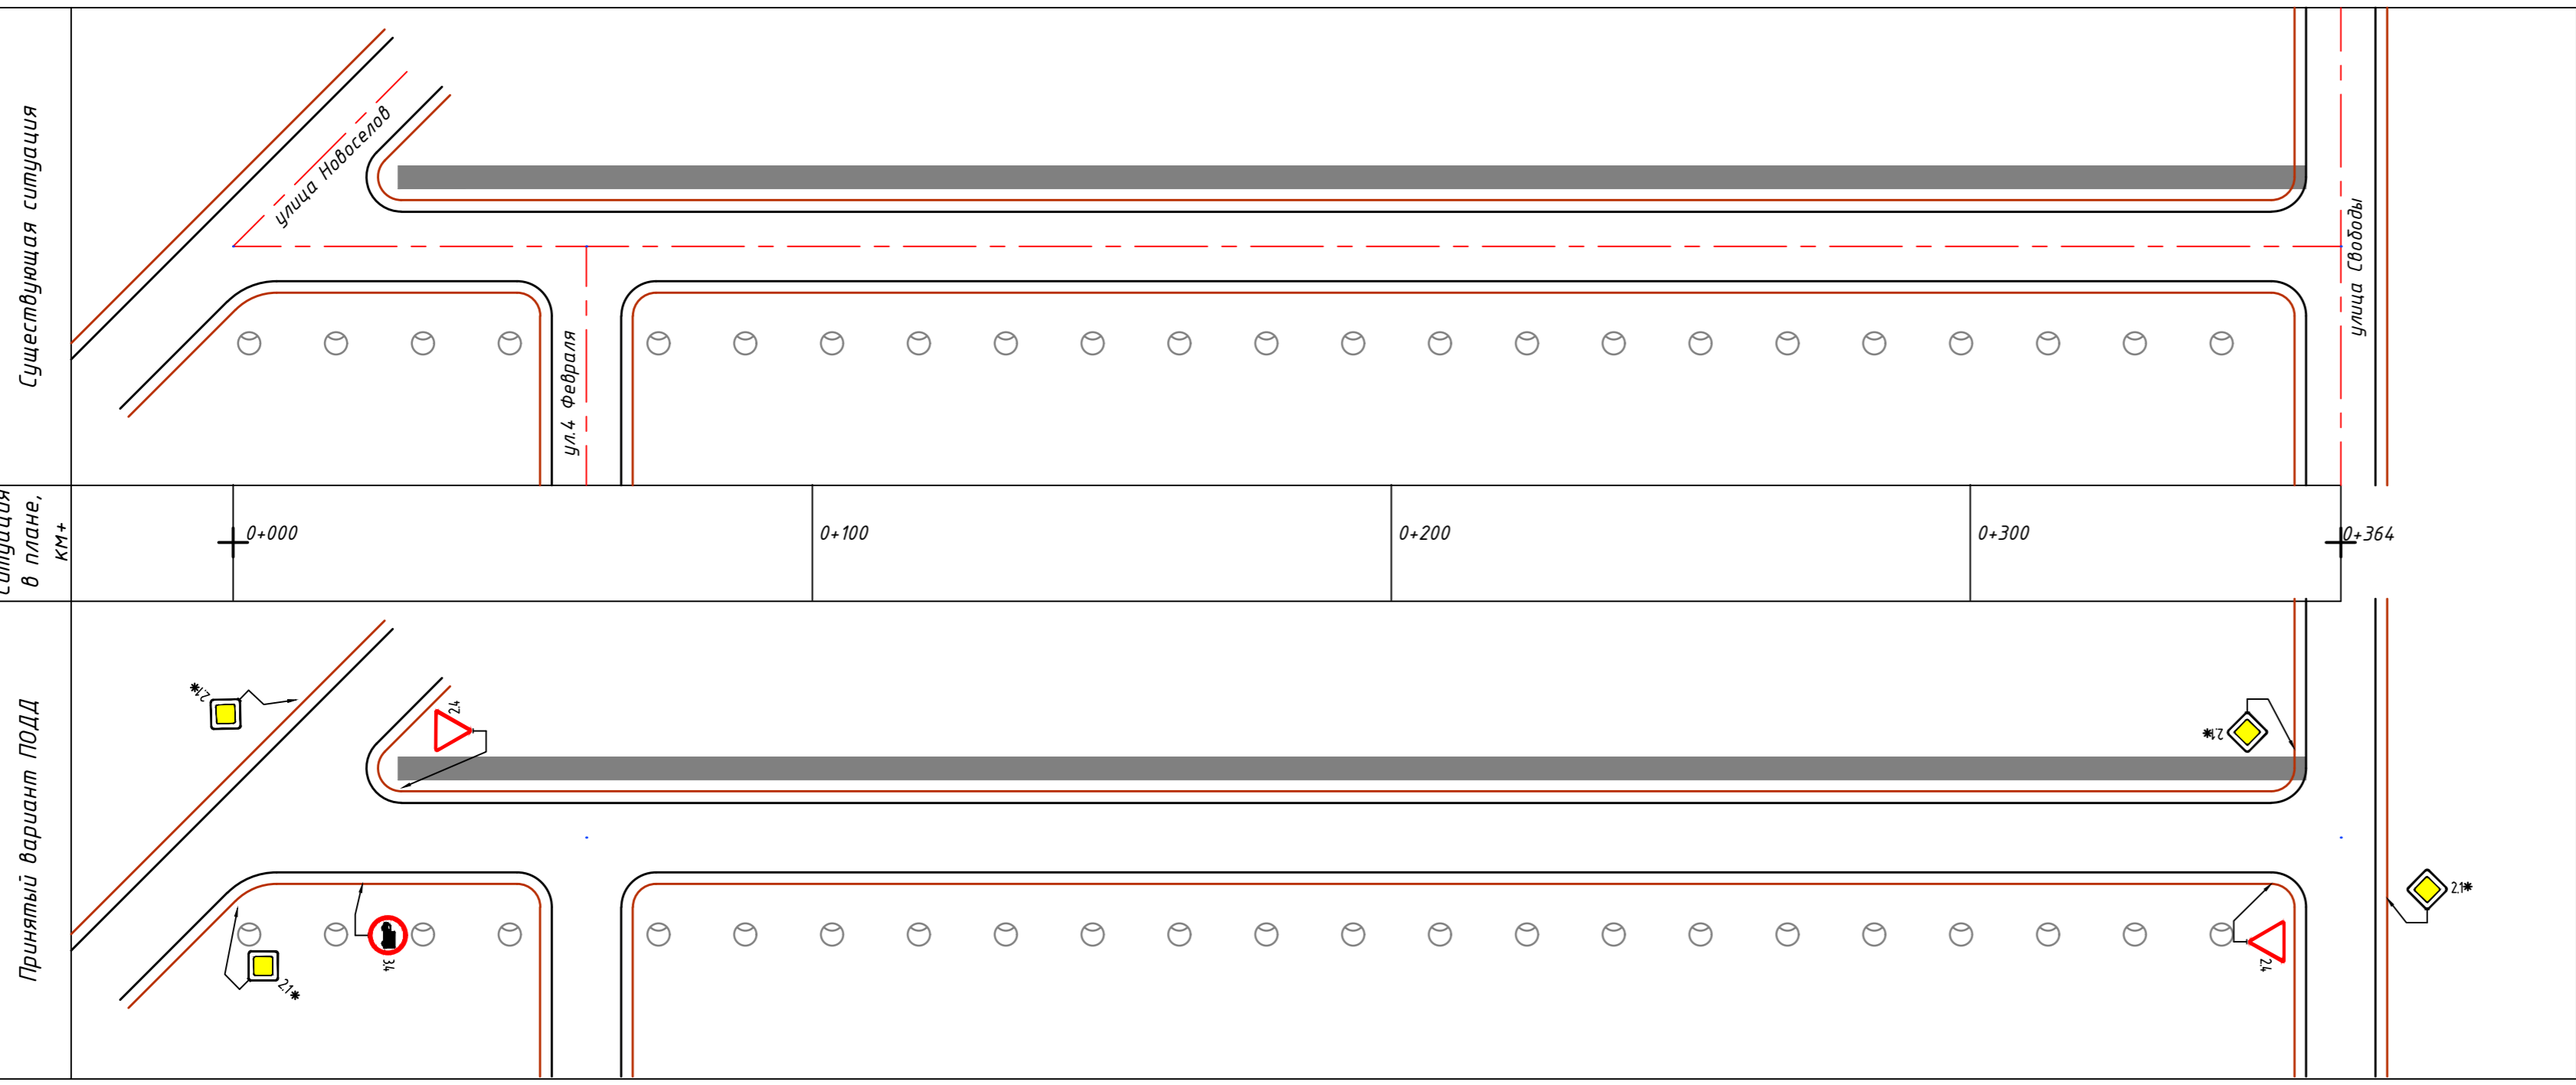 Существующая ситуация
улица Новоселов
ул.4 Февраля
улица Свободы
ситуация
в плане,
км+
0+000
0+100
0+200
0+300
0+364
Принятый вариант ПОДД
2.1*
2.4
2.1*
3.4
2.1*
2.4
2.1*